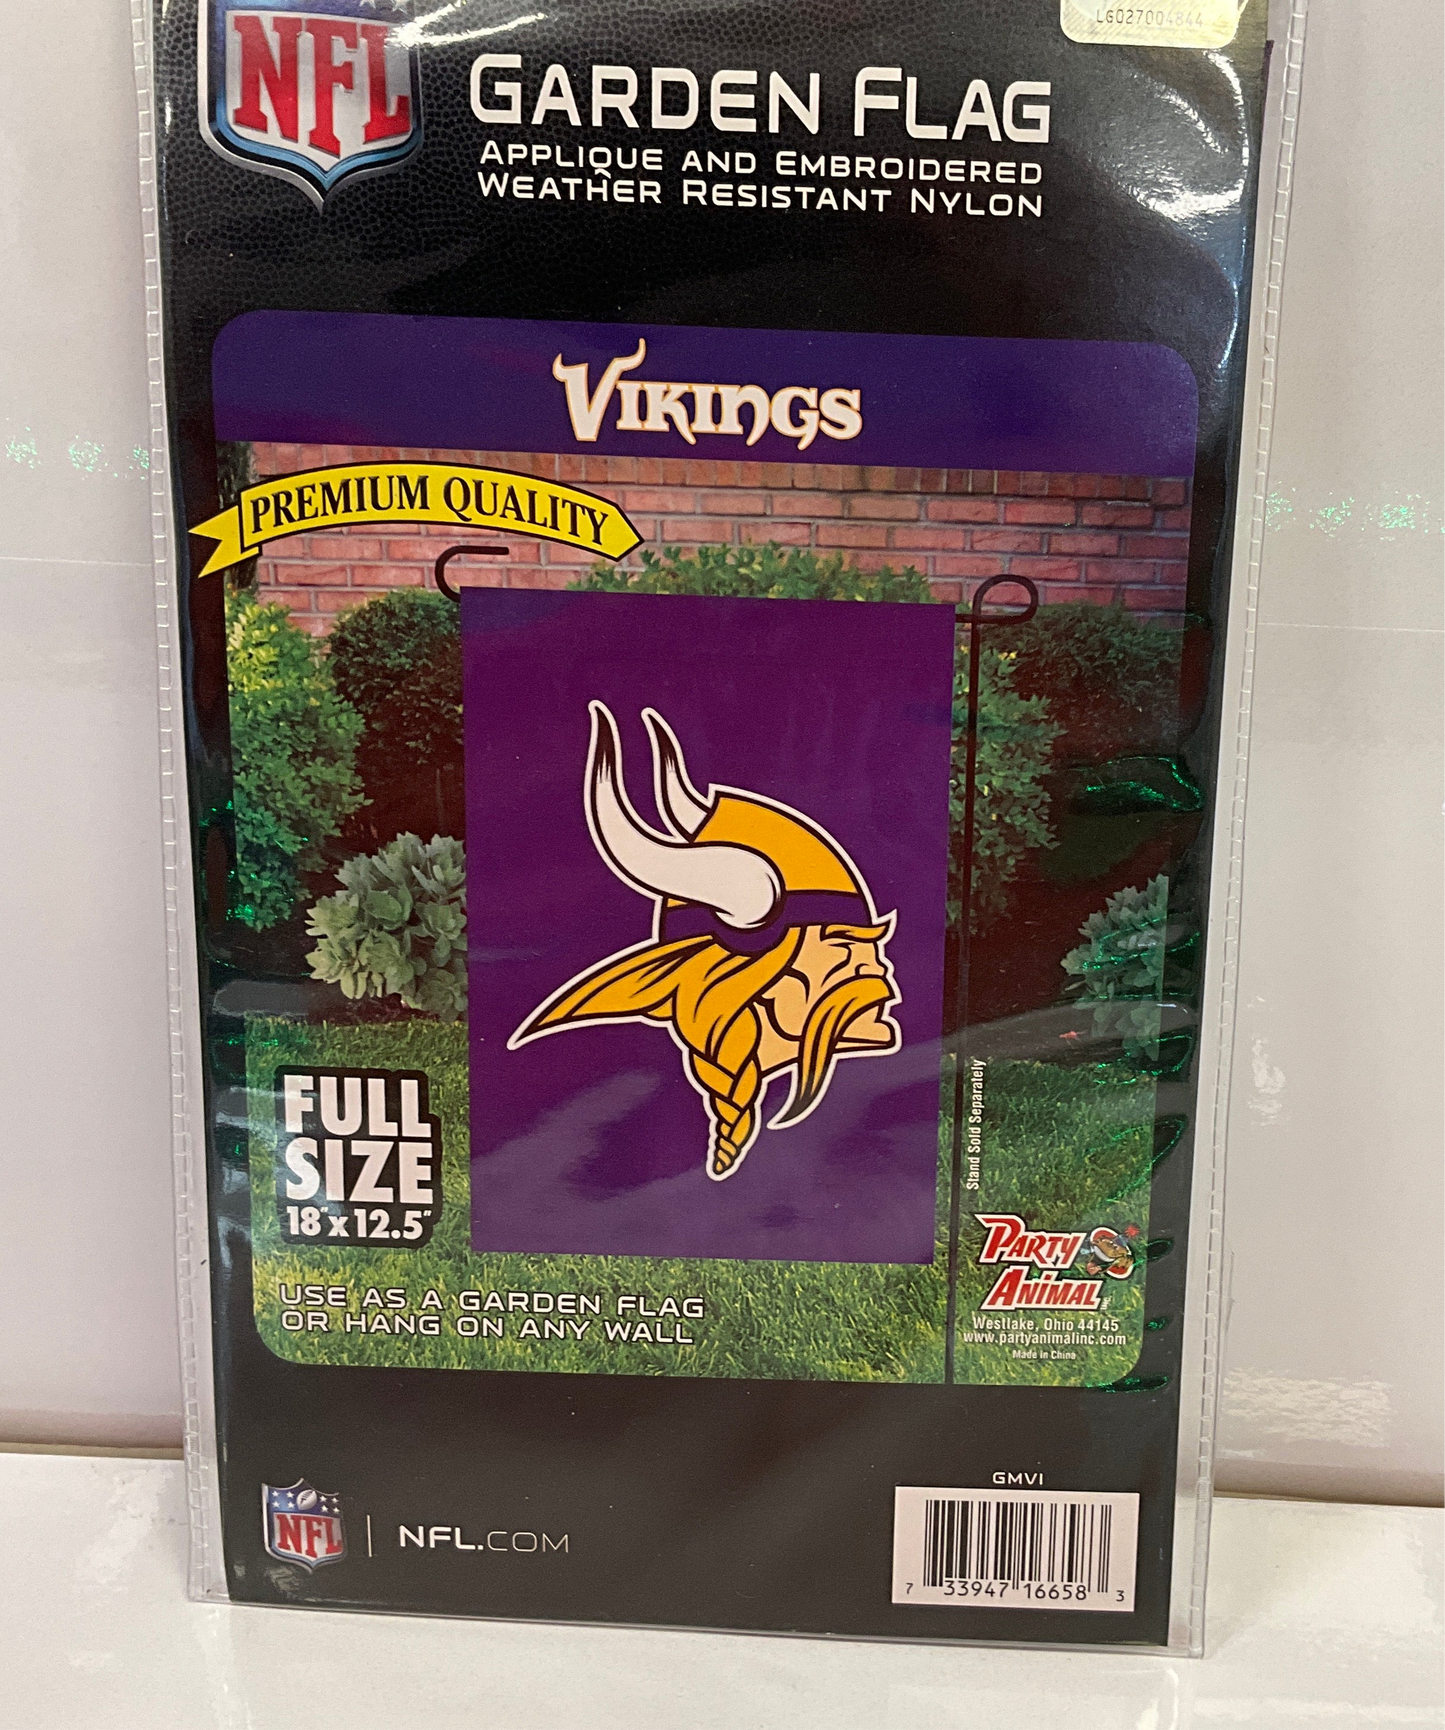 LG027004844
NFL
GARDEN FLAG
APPLIQUE AND EMBROIDERED
WEATHER RESISTANT NYLON
VIKINGS
PREMIUM QUALITY
FULL
SIZE
18"x12.5"
USE AS A GARDEN FLAG
OR HANG ON ANY WALL
Stand Sold Separately
PARTY
ANIMAL
Westlake, Ohio 44145
www.partyanimalinc.com
Made in China
NFL | NFL.COM
GMVI
7 33947 16658 3